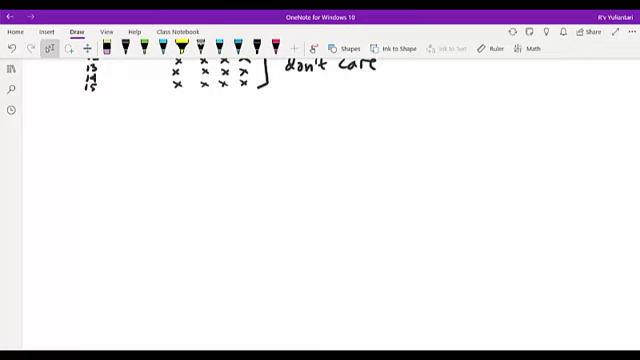 OneNote for Windows 10
R'v Yuliantari
Home Insert Draw View Help Class Notebook
Share
Shapes Ink to Shape Ink to Text Ruler Math
13 x x x x don't care
14 x x x x
15 x x x x